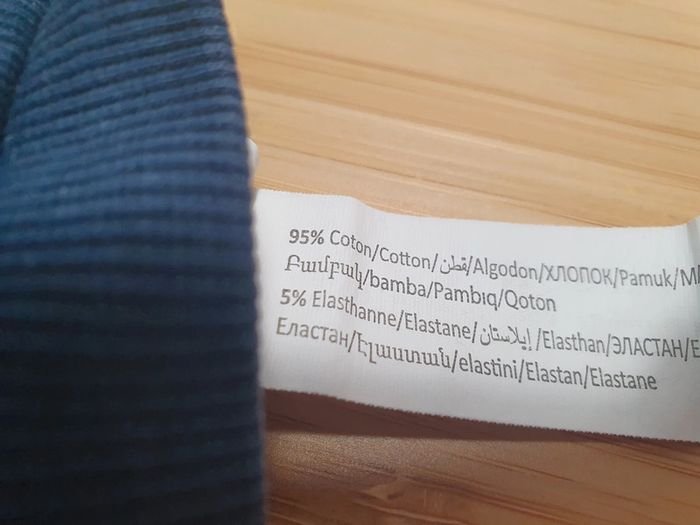 95% Coton/Cotton/قطن/Algodon/ХЛОПОК/Pamuk/
Բամբակ/bamba/Pambıq/Qoton
5% Elasthanne/Elastane/إيلاستان/Elasthan/ЭЛАСТАН/
Еластан/Էլաստան/elastini/Elastan/Elastane